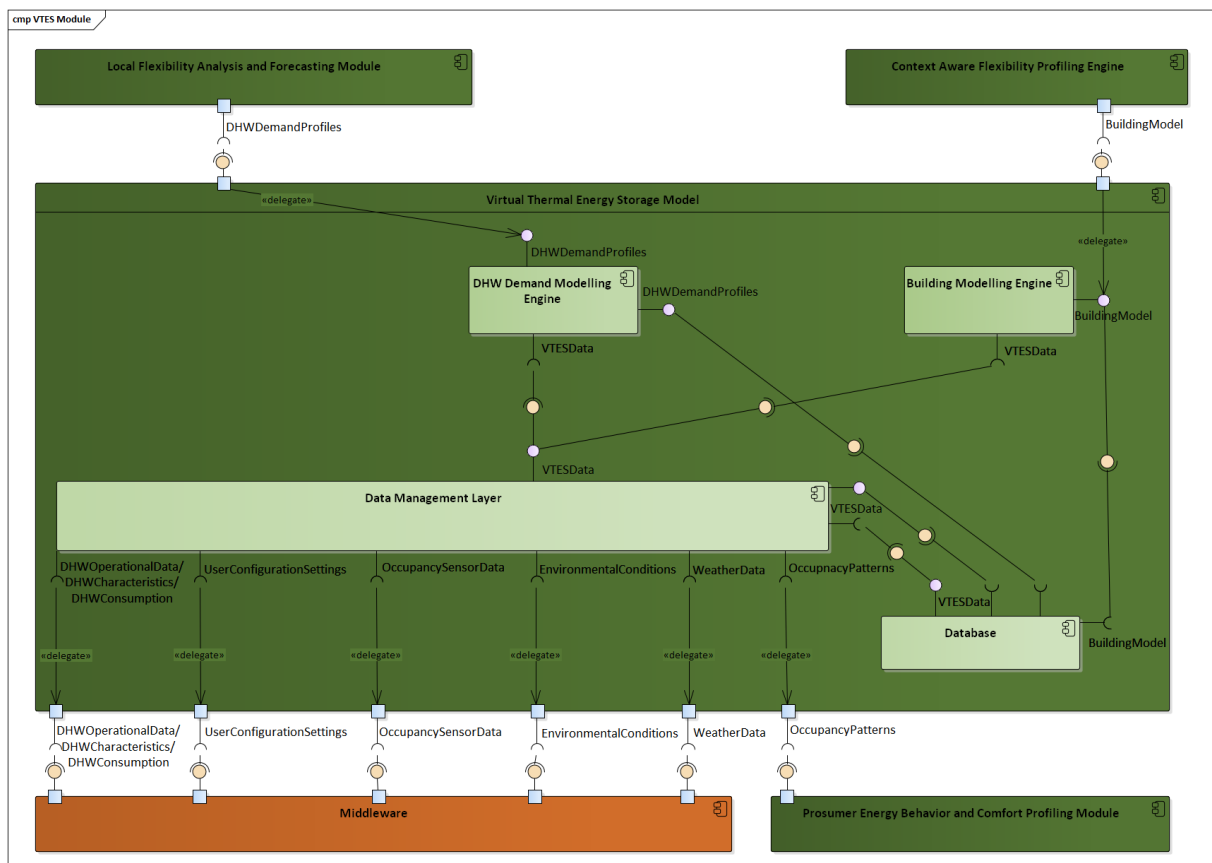 cmp VTES Module
Local Flexibility Analysis and Forecasting Module
Context Aware Flexibility Profiling Engine
DHWDemandProfiles
BuildingModel
«delegate»
Virtual Thermal Energy Storage Model
«delegate»
DHWDemandProfiles
DHW Demand Modelling
Engine
DHWDemandProfiles
Building Modelling Engine
BuildingModel
VTESData
VTESData
VTESData
Data Management Layer
VTESData
DHWOperationalData/
DHWCharacteristics/
DHWConsumption
UserConfigurationSettings
OccupancySensorData
EnvironmentalConditions
WeatherData
OccupnacyPatterns
VTESData
Database
BuildingModel
«delegate»
«delegate»
«delegate»
«delegate»
«delegate»
«delegate»
DHWOperationalData/
DHWCharacteristics/
DHWConsumption
UserConfigurationSettings
OccupancySensorData
EnvironmentalConditions
WeatherData
OccupancyPatterns
Middleware
Prosumer Energy Behavior and Comfort Profiling Module